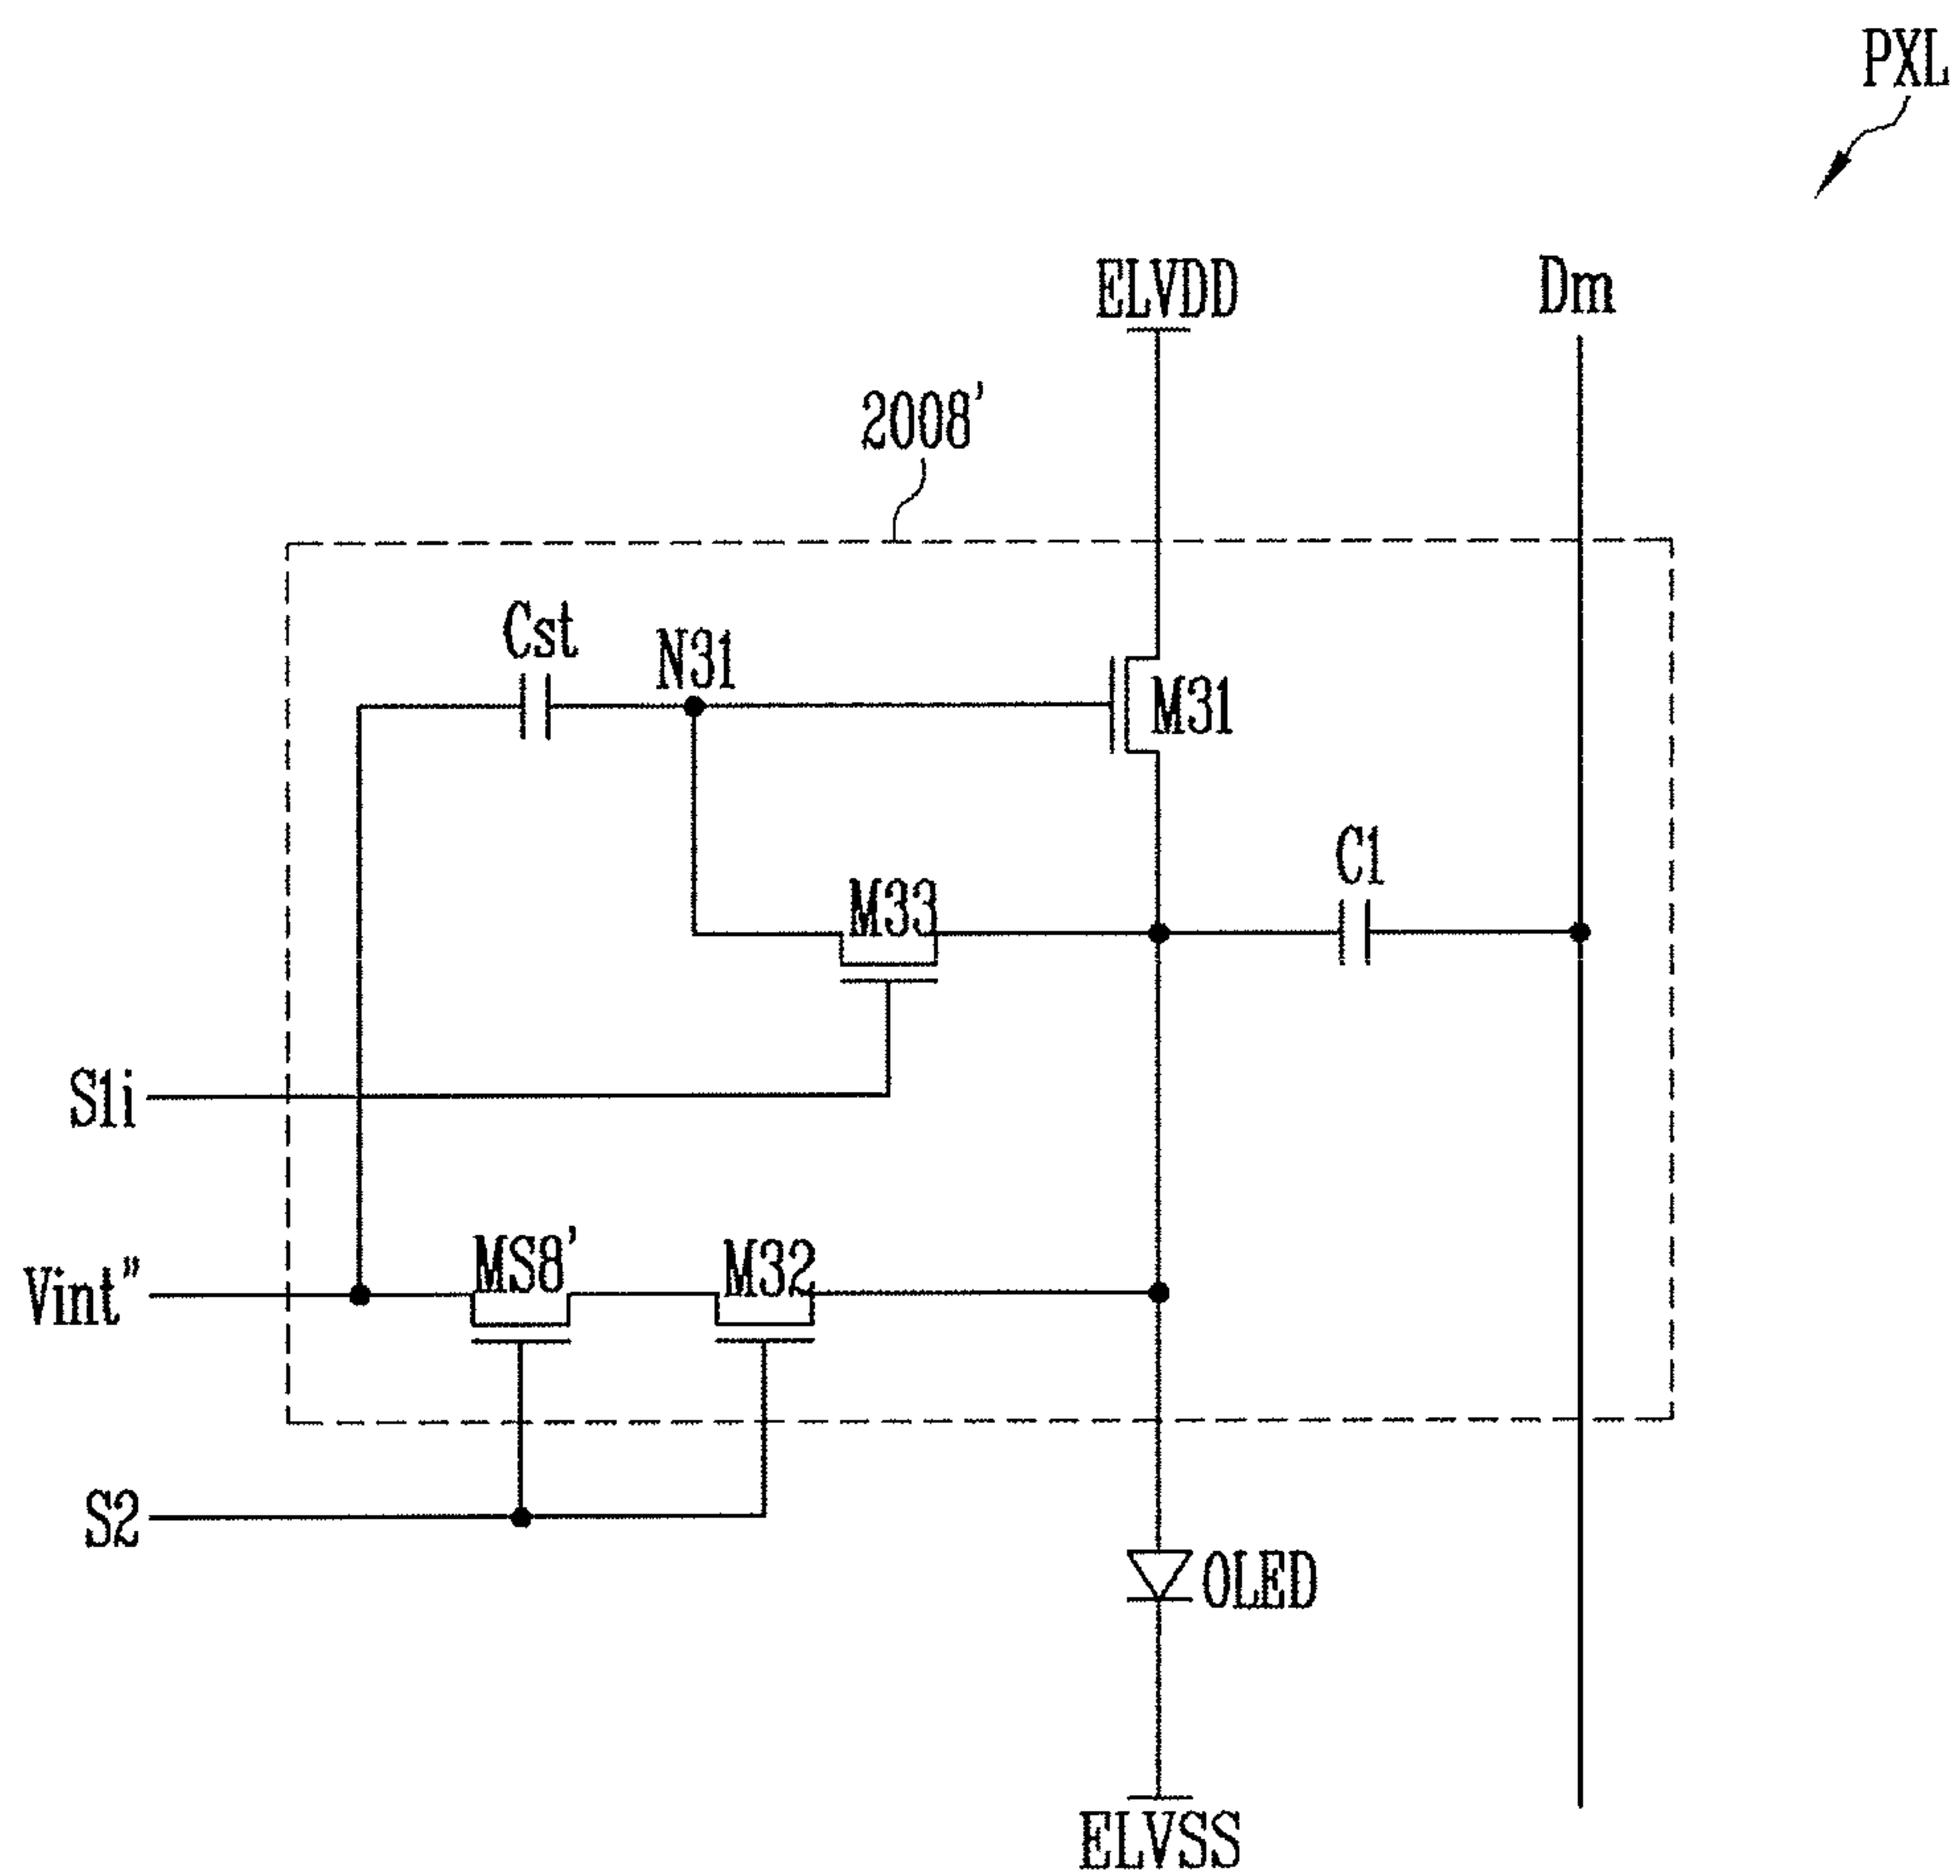 PXL
ELVDD
Dm
2008'
Cst
N31
M31
C1
M33
S1i
MS8'
M32
Vint"
S2
OLED
ELVSS